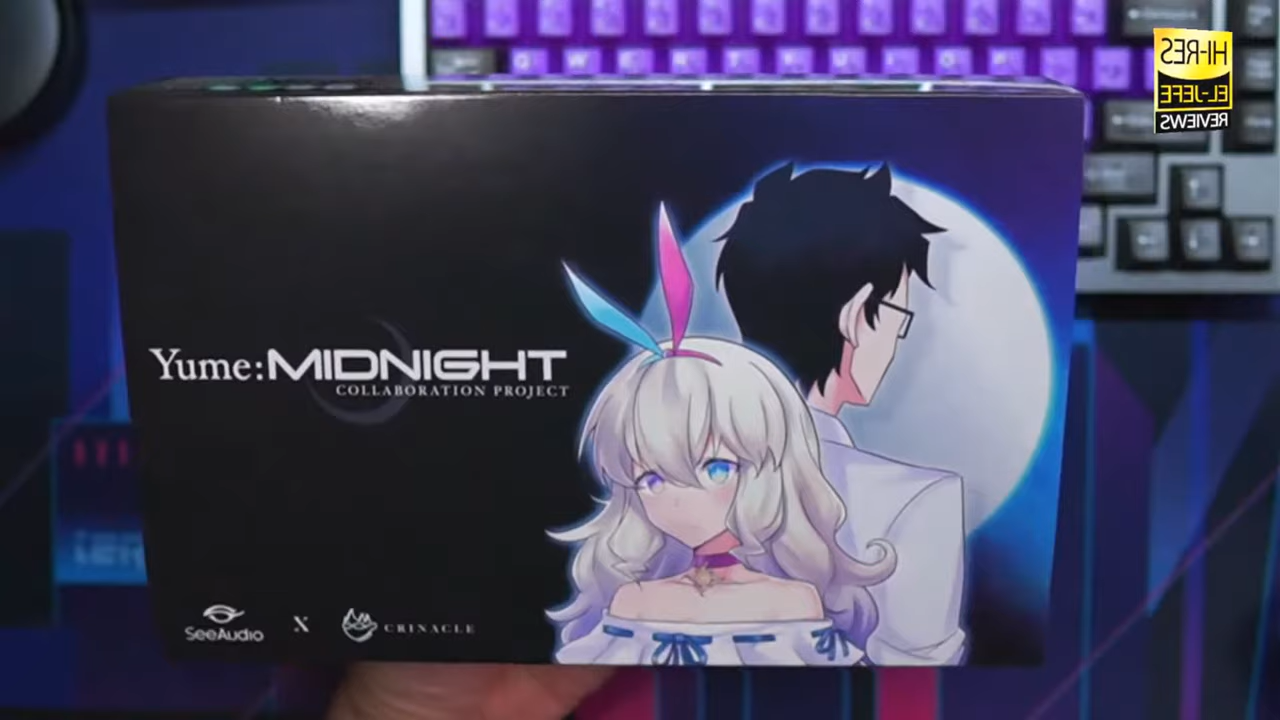 HI-RES
EL-JEFE
REVIEWS
Q W E R T Y U I O P
Yume:MIDNIGHT
COLLABORATION PROJECT
SeeAudio X CRINACLE